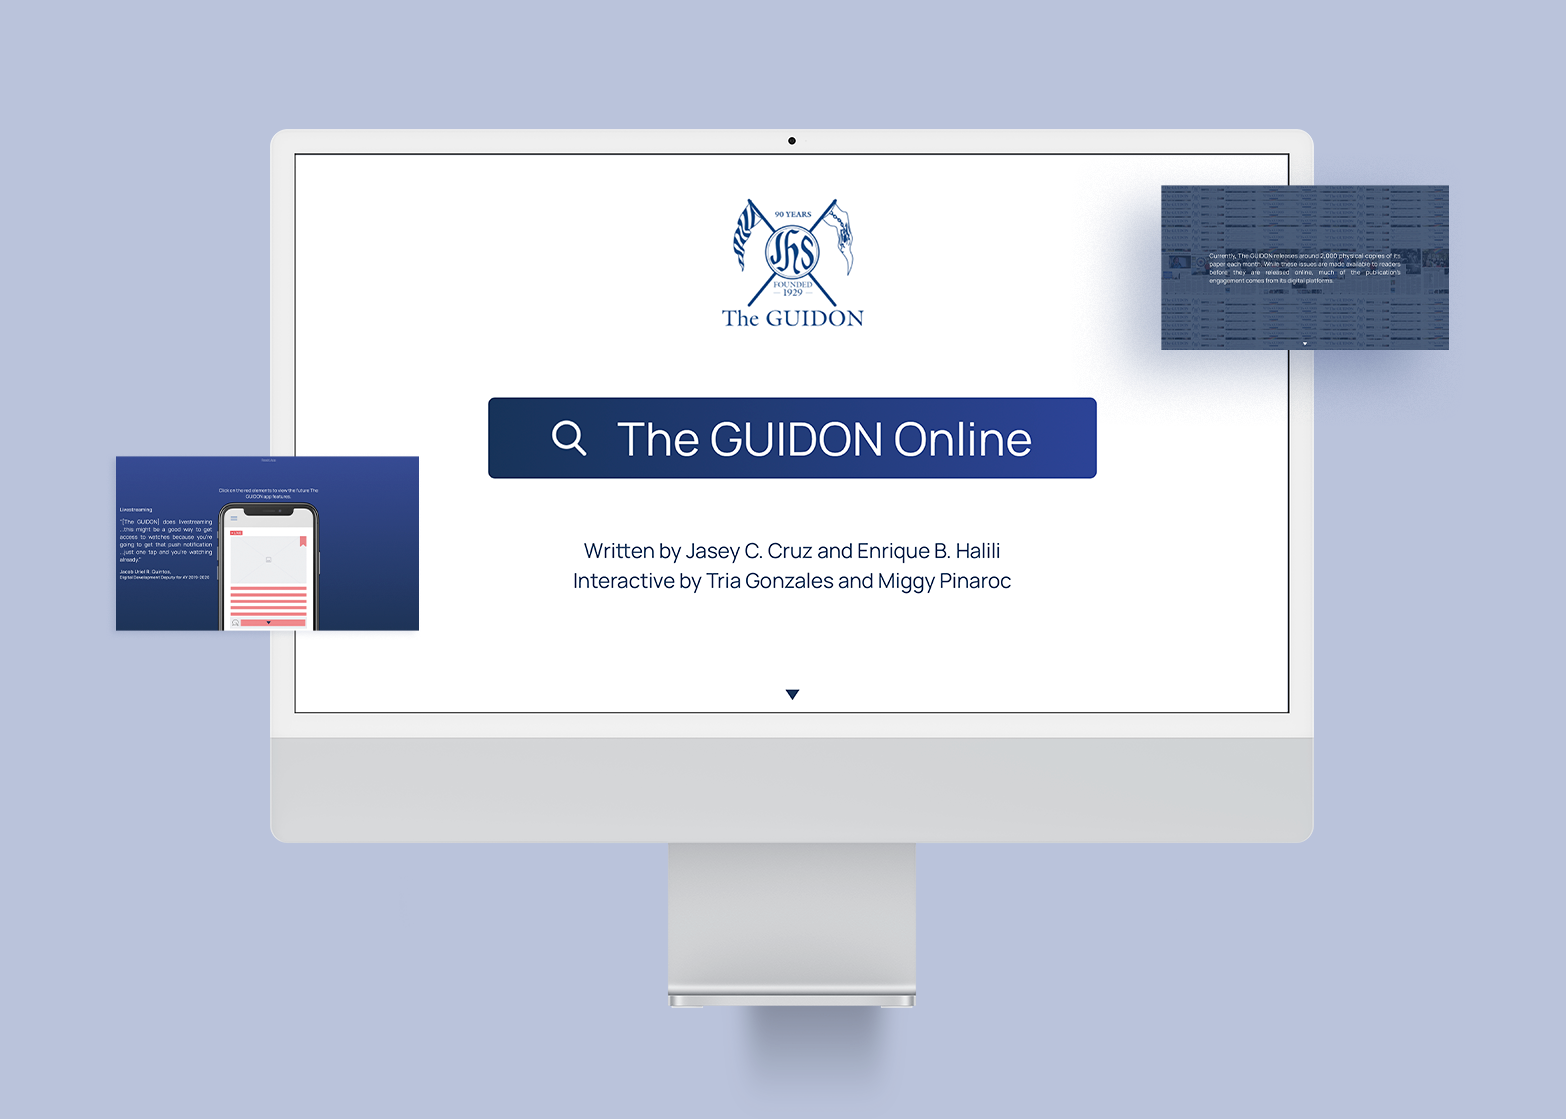 90 YEARS
JhS
FOUNDED
1929
The GUIDON
The GUIDON Online
Written by Jasey C. Cruz and Enrique B. Halili
Interactive by Tria Gonzales and Miggy Pinaroc
Currently, The GUIDON releases around 2,000 physical copies of its
paper each month. While these issues are made available to readers
before they are released online, much of the publication's
engagement comes from its digital platforms.
Click on the red elements to view the future The
GUIDON app features.
Livestreaming
"[The GUIDON] does livestreaming
...this might be a good way to get
access to watches because you're
going to get that push notification
...just one tap and you're watching
already."
Jacob Uriel R. Quintos,
Digital Development Deputy for AY 2019-2020